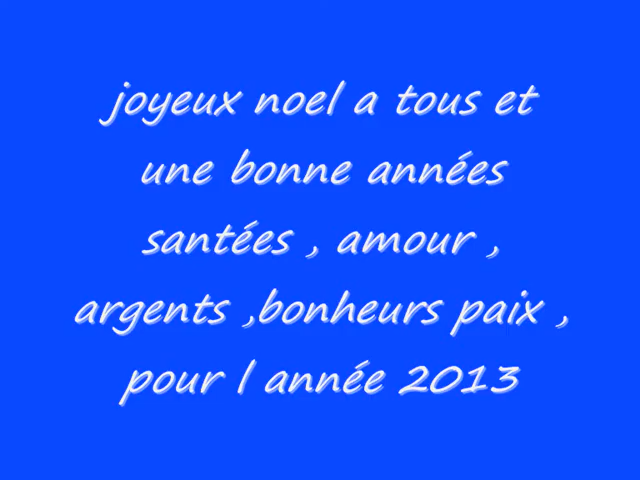 joyeux noel a tous et
une bonne années
santées , amour ,
argents ,bonheurs paix ,
pour l année 2013